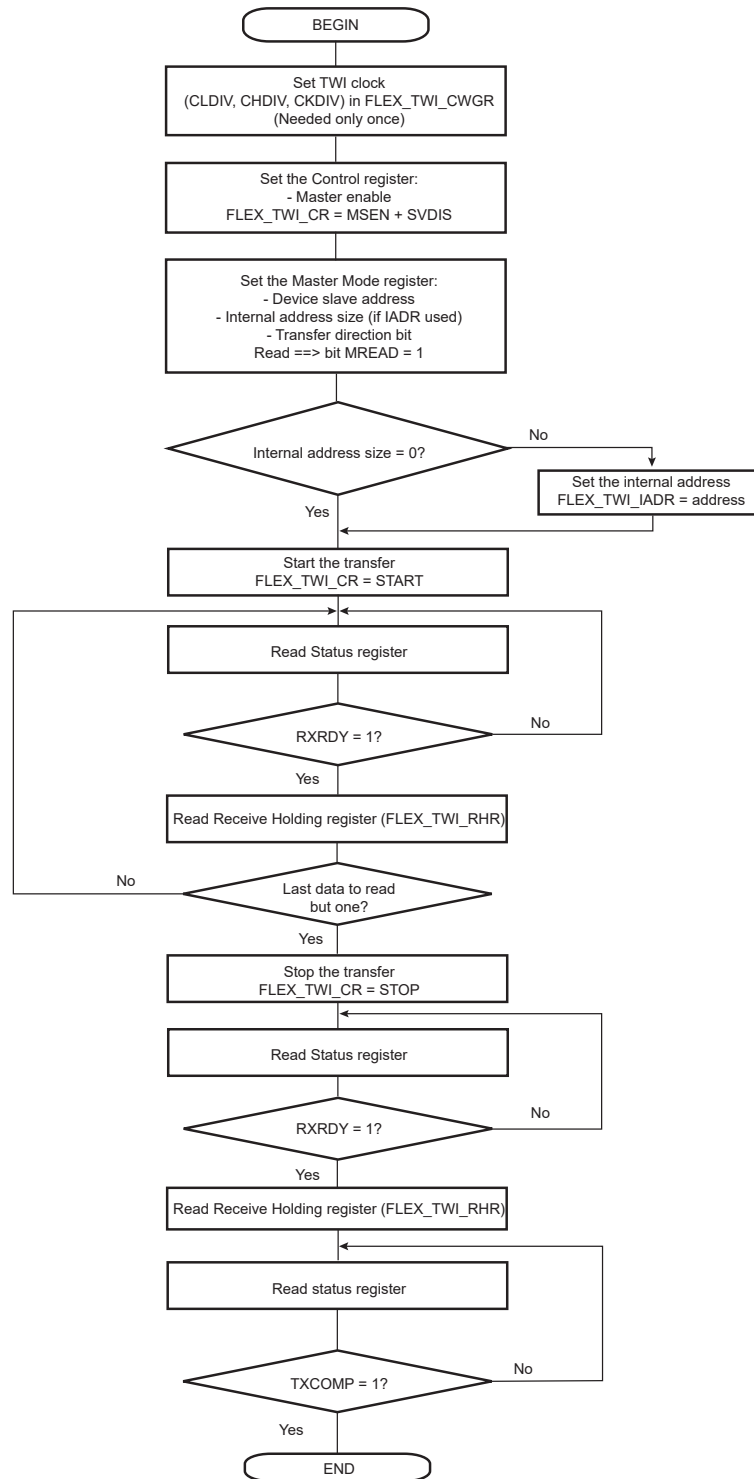 BEGIN
Set TWI clock
(CLDIV, CHDIV, CKDIV) in FLEX_TWI_CWGR
(Needed only once)
Set the Control register:
- Master enable
FLEX_TWI_CR = MSEN + SVDIS
Set the Master Mode register:
- Device slave address
- Internal address size (if IADR used)
- Transfer direction bit
Read ==> bit MREAD = 1
Internal address size = 0?
No
Set the internal address
FLEX_TWI_IADR = address
Yes
Start the transfer
FLEX_TWI_CR = START
Read Status register
RXRDY = 1?
No
Yes
Read Receive Holding register (FLEX_TWI_RHR)
No
Last data to read
but one?
Yes
Stop the transfer
FLEX_TWI_CR = STOP
Read Status register
No
RXRDY = 1?
Yes
Read Receive Holding register (FLEX_TWI_RHR)
Read status register
No
TXCOMP = 1?
Yes
END